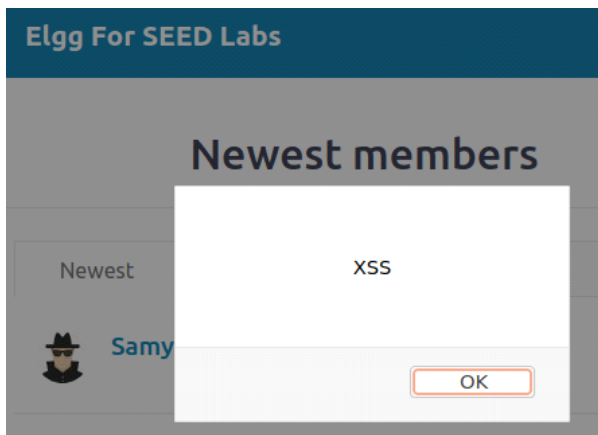 Elgg For SEED Labs
Newest members
XSS
Newest
Samy
OK